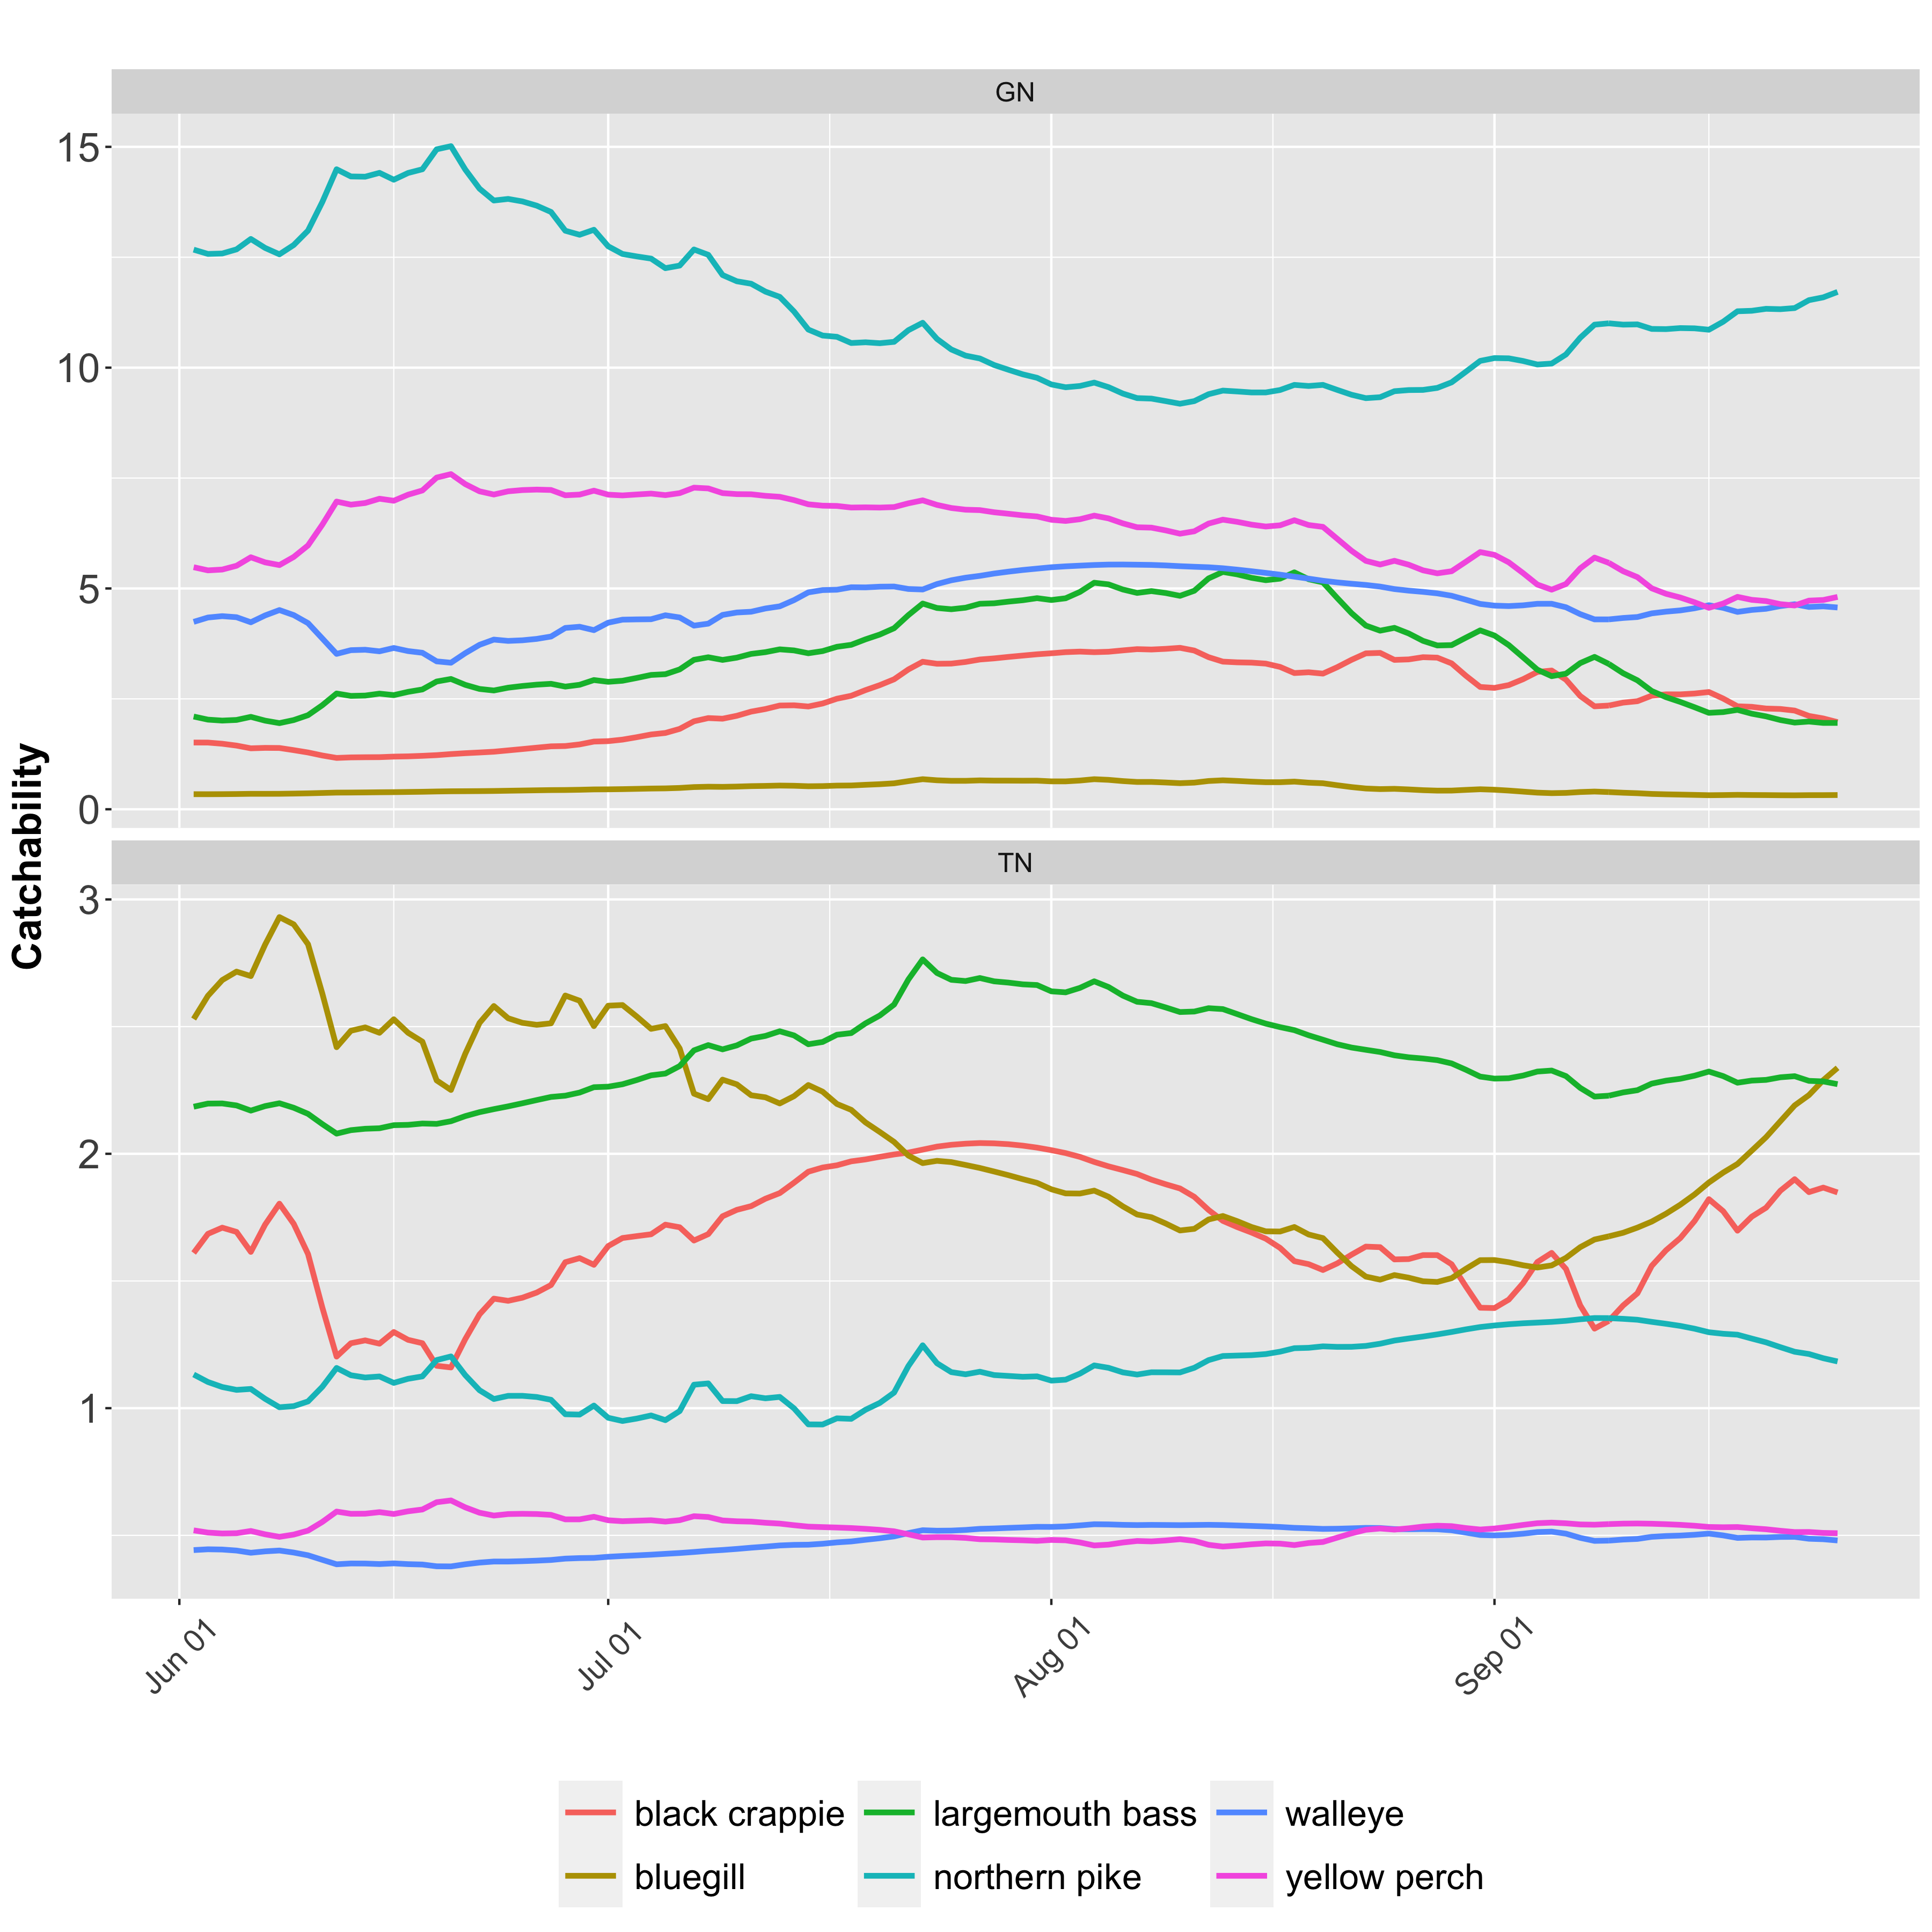 GN
15
10
5
0
Catchability
TN
3
2
1
Jun 01
Jul 01
Aug 01
Sep 01
black crappie
largemouth bass
walleye
bluegill
northern pike
yellow perch